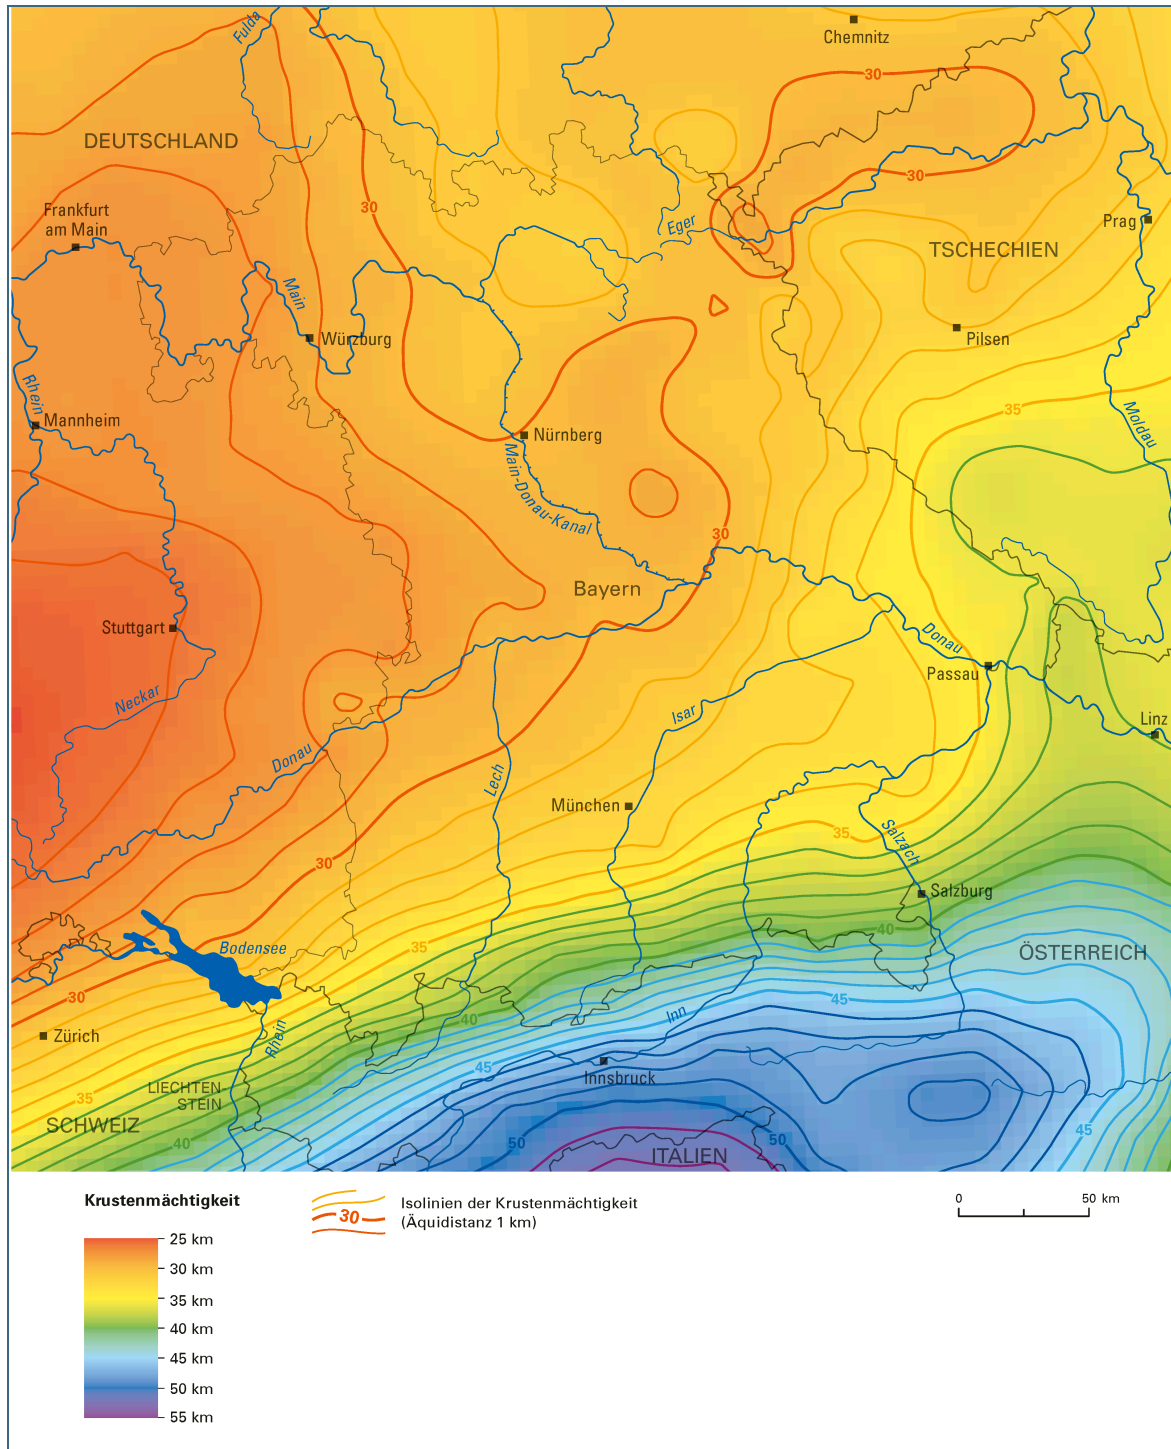 Fulda
Chemnitz
30
DEUTSCHLAND
30
Frankfurt
am Main
30
Eger
Prag
TSCHECHIEN
Main
Würzburg
Pilsen
Rhein
Mannheim
Nürnberg
35
Moldau
Main-Donau-Kanal
30
Bayern
Stuttgart
Donau
Passau
Neckar
Isar
Linz
Donau
Lech
München
35
Salzach
30
Salzburg
40
Bodensee
35
ÖSTERREICH
30
45
Zürich
40
Inn
Rhein
45
Innsbruck
LIECHTEN-
STEIN
35
SCHWEIZ
40
50
ITALIEN
50
45
Krustenmächtigkeit
25 km
30 km
35 km
40 km
45 km
50 km
55 km
30
Isolinien der Krustenmächtigkeit
(Äquidistanz 1 km)
0 50 km